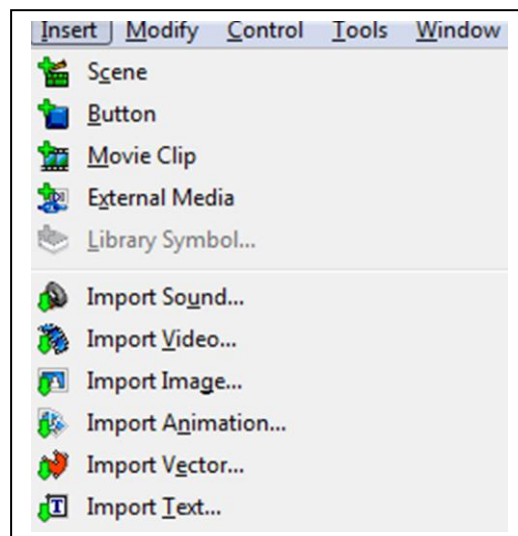 Insert Modify Control Tools Window
Scene
Button
Movie Clip
External Media
Library Symbol...
Import Sound...
Import Video...
Import Image...
Import Animation...
Import Vector...
Import Text...